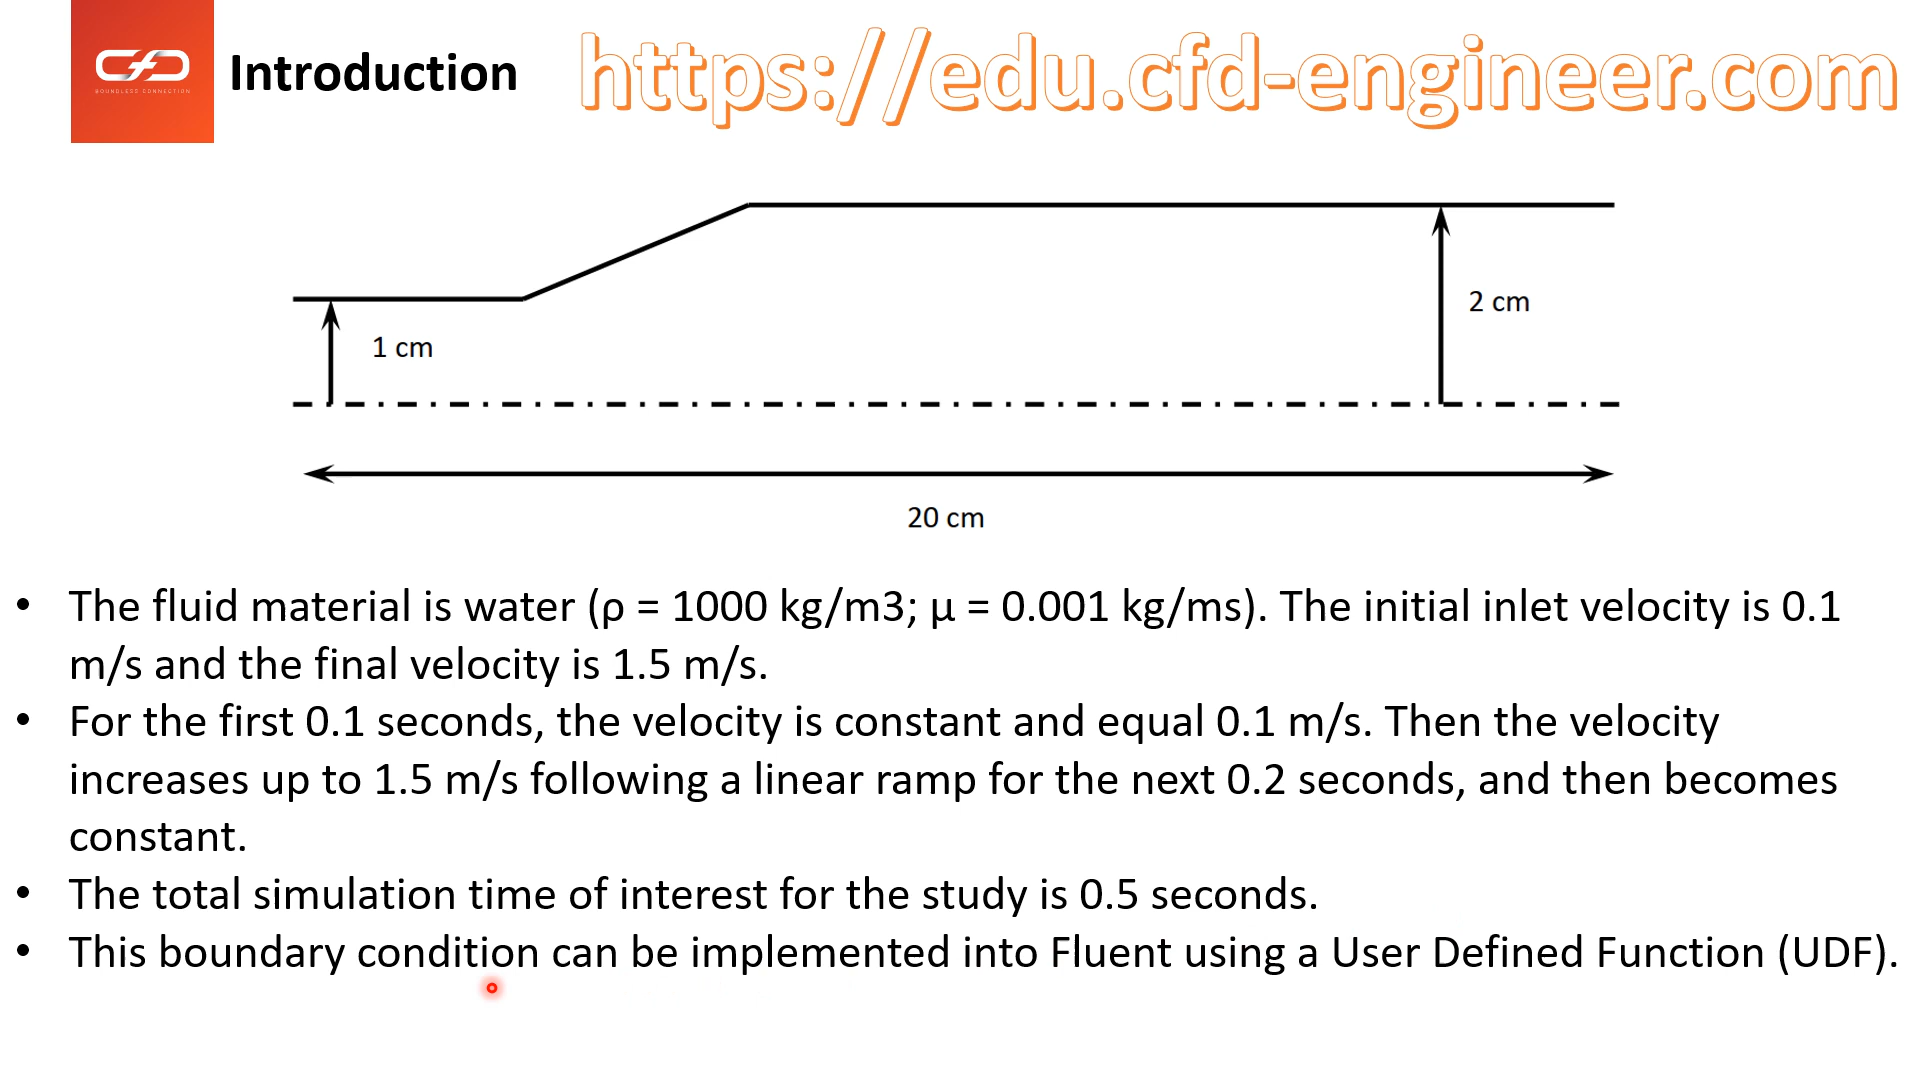 CFD
BOUNDLESS CONNECTION
Introduction
https://edu.cfd-engineer.com
2 cm
1 cm
20 cm
• The fluid material is water (ρ = 1000 kg/m3; μ = 0.001 kg/ms). The initial inlet velocity is 0.1
m/s and the final velocity is 1.5 m/s.
• For the first 0.1 seconds, the velocity is constant and equal 0.1 m/s. Then the velocity
increases up to 1.5 m/s following a linear ramp for the next 0.2 seconds, and then becomes
constant.
• The total simulation time of interest for the study is 0.5 seconds.
• This boundary condition can be implemented into Fluent using a User Defined Function (UDF).